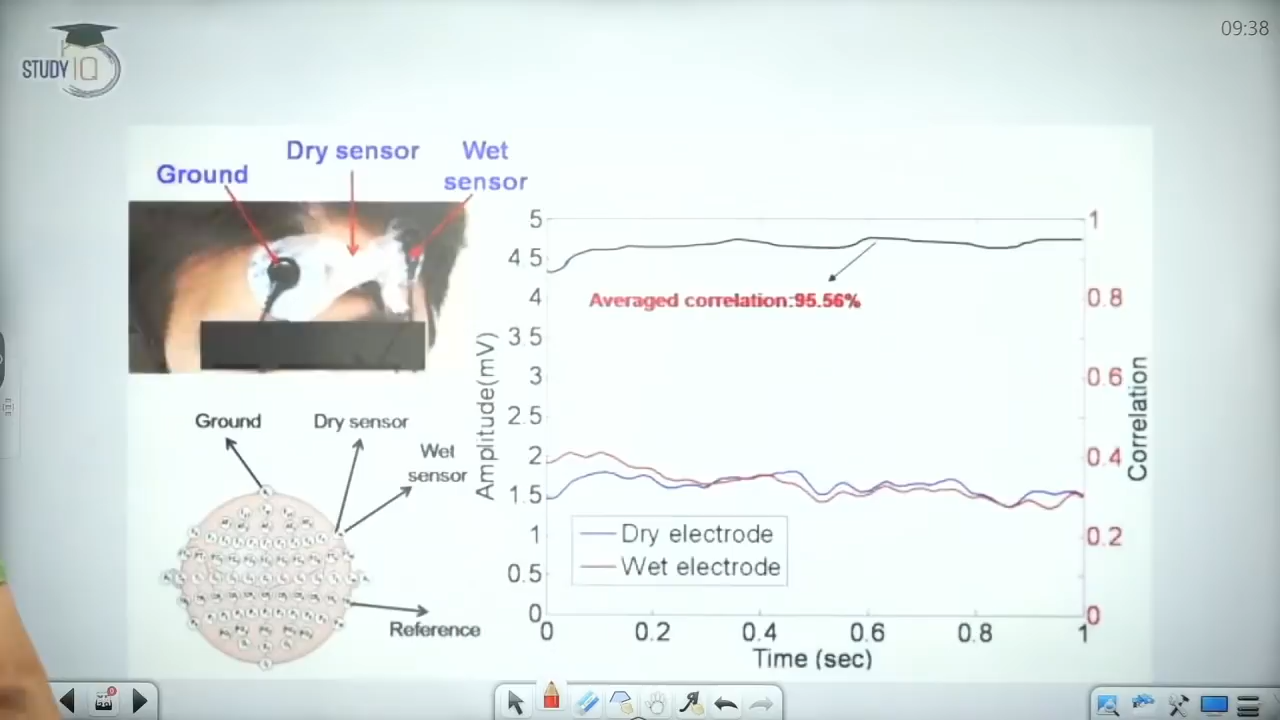 STUDY IQ
09:38
Ground
Dry sensor
Wet
sensor
5
4 5
4
3 5
3
2 5
2
1 5
1
0.5
0
Amplitude(mV)
1
0.8
0.6
0 4
0.2
0
Correlation
Averaged correlation:95.56%
Dry electrode
Wet electrode
0
0.2
0.4
0.6
0.8
1
Time (sec)
Ground
Dry sensor
Wet
sensor
Reference